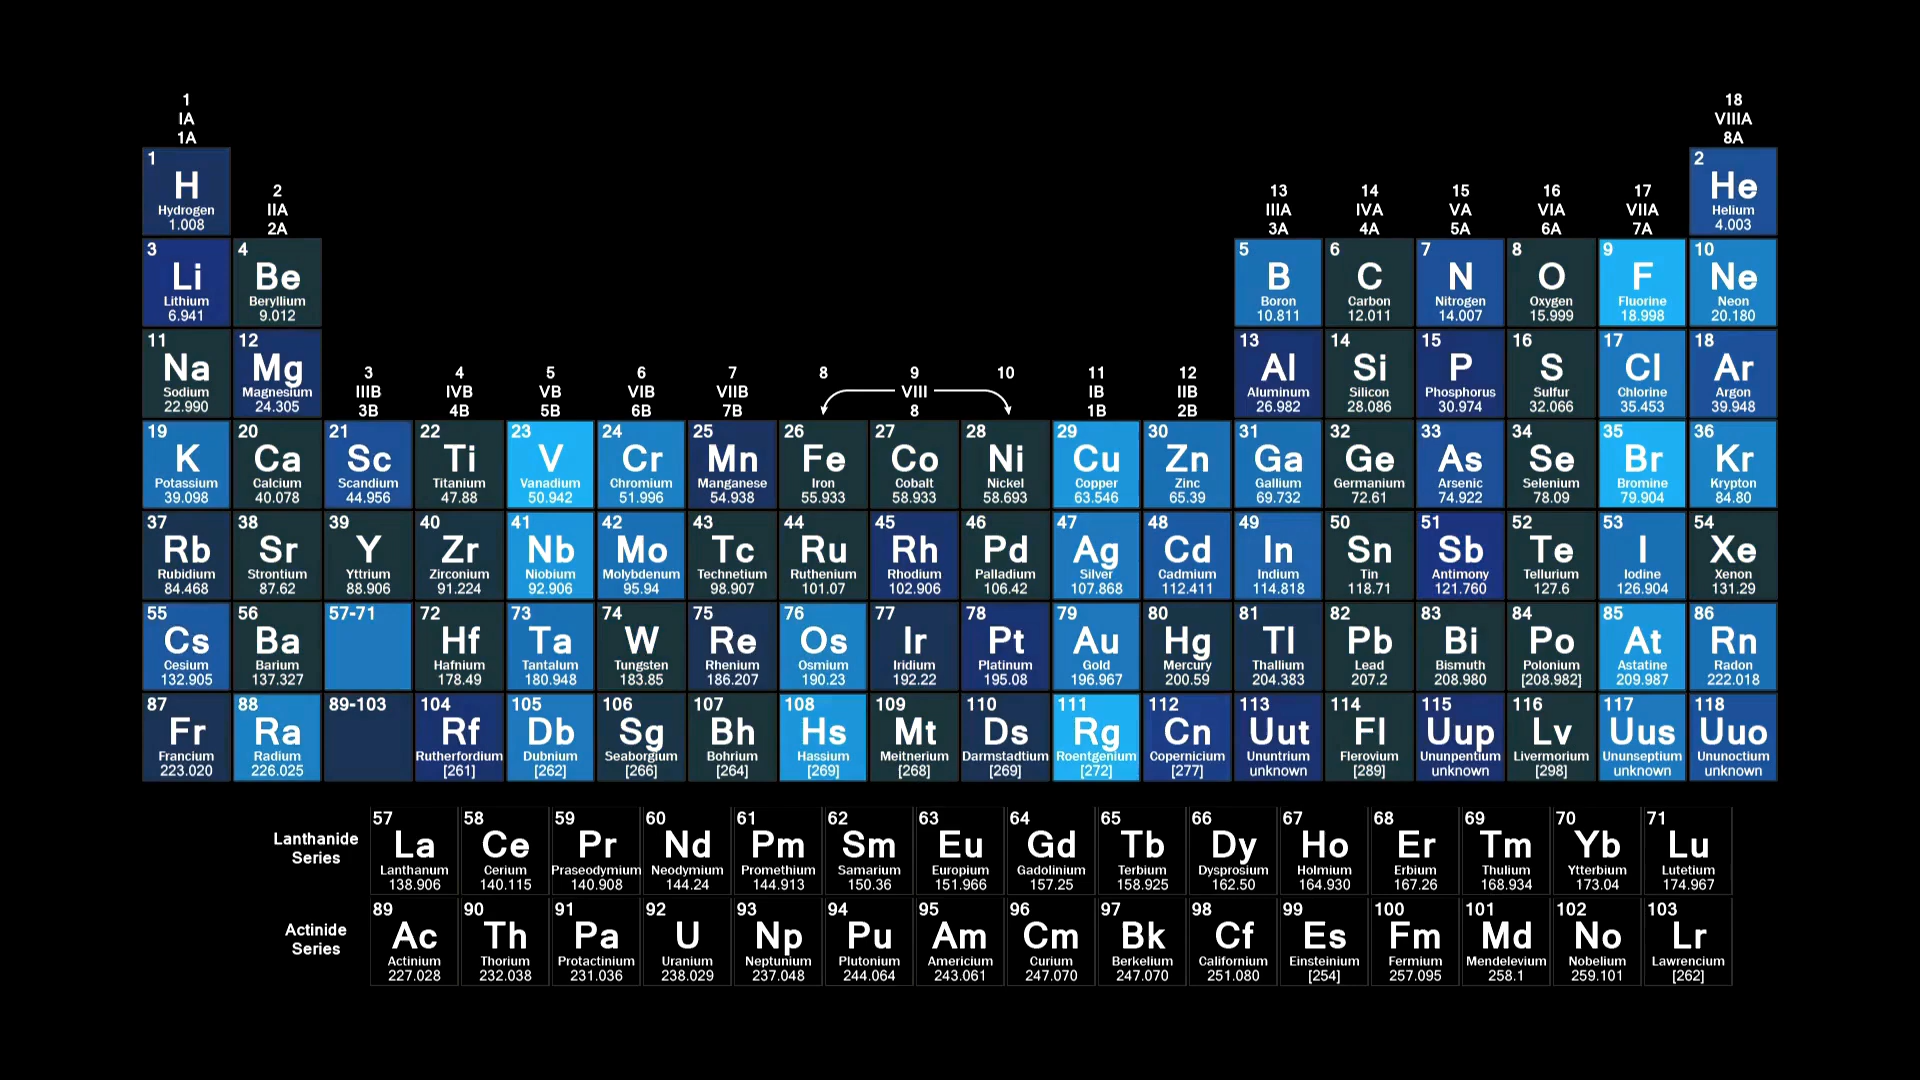 1 18
IA VIIIA
1A 8A
1 2
H He
Hydrogen Helium
1.008 4.003
2 13 14 15 16 17
IIA IIIA IVA VA VIA VIIA
2A 3A 4A 5A 6A 7A
3 4 5 6 7 8 9 10
Li Be B C N O F Ne
Lithium Beryllium Boron Carbon Nitrogen Oxygen Fluorine Neon
6.941 9.012 10.811 12.011 14.007 15.999 18.998 20.180
11 12 13 14 15 16 17 18
Na Mg Al Si P S Cl Ar
Sodium Magnesium Aluminum Silicon Phosphorus Sulfur Chlorine Argon
22.990 24.305 26.982 28.086 30.974 32.066 35.453 39.948
3 4 5 6 7 8 9 10 11 12
IIIB IVB VB VIB VIIB VIII IB IIB
3B 4B 5B 6B 7B 8 1B 2B
19 20 21 22 23 24 25 26 27 28 29 30 31 32 33 34 35 36
K Ca Sc Ti V Cr Mn Fe Co Ni Cu Zn Ga Ge As Se Br Kr
Potassium Calcium Scandium Titanium Vanadium Chromium Manganese Iron Cobalt Nickel Copper Zinc Gallium Germanium Arsenic Selenium Bromine Krypton
39.098 40.078 44.956 47.88 50.942 51.996 54.938 55.933 58.933 58.693 63.546 65.39 69.732 72.61 74.922 78.09 79.904 84.80
37 38 39 40 41 42 43 44 45 46 47 48 49 50 51 52 53 54
Rb Sr Y Zr Nb Mo Tc Ru Rh Pd Ag Cd In Sn Sb Te I Xe
Rubidium Strontium Yttrium Zirconium Niobium Molybdenum Technetium Ruthenium Rhodium Palladium Silver Cadmium Indium Tin Antimony Tellurium Iodine Xenon
84.468 87.62 88.906 91.224 92.906 95.94 98.907 101.07 102.906 106.42 107.868 112.411 114.818 118.71 121.760 127.6 126.904 131.29
55 56 57-71 72 73 74 75 76 77 78 79 80 81 82 83 84 85 86
Cs Ba Hf Ta W Re Os Ir Pt Au Hg Tl Pb Bi Po At Rn
Cesium Barium Hafnium Tantalum Tungsten Rhenium Osmium Iridium Platinum Gold Mercury Thallium Lead Bismuth Polonium Astatine Radon
132.905 137.327 178.49 180.948 183.85 186.207 190.23 192.22 195.08 196.967 200.59 204.383 207.2 208.980 [208.982] 209.987 222.018
87 88 89-103 104 105 106 107 108 109 110 111 112 113 114 115 116 117 118
Fr Ra Rf Db Sg Bh Hs Mt Ds Rg Cn Uut Fl Uup Lv Uus Uuo
Francium Radium Rutherfordium Dubnium Seaborgium Bohrium Hassium Meitnerium Darmstadtium Roentgenium Copernicium Ununtrium Flerovium Ununpentium Livermorium Ununseptium Ununoctium
223.020 226.025 [261] [262] [266] [264] [269] [268] [269] [272] [277] unknown [289] unknown [298] unknown unknown
Lanthanide
Series
57 58 59 60 61 62 63 64 65 66 67 68 69 70 71
La Ce Pr Nd Pm Sm Eu Gd Tb Dy Ho Er Tm Yb Lu
Lanthanum Cerium Praseodymium Neodymium Promethium Samarium Europium Gadolinium Terbium Dysprosium Holmium Erbium Thulium Ytterbium Lutetium
138.906 140.115 140.908 144.24 144.913 150.36 151.966 157.25 158.925 162.50 164.930 167.26 168.934 173.04 174.967
Actinide
Series
89 90 91 92 93 94 95 96 97 98 99 100 101 102 103
Ac Th Pa U Np Pu Am Cm Bk Cf Es Fm Md No Lr
Actinium Thorium Protactinium Uranium Neptunium Plutonium Americium Curium Berkelium Californium Einsteinium Fermium Mendelevium Nobelium Lawrencium
227.028 232.038 231.036 238.029 237.048 244.064 243.061 247.070 247.070 251.080 [254] 257.095 258.1 259.101 [262]